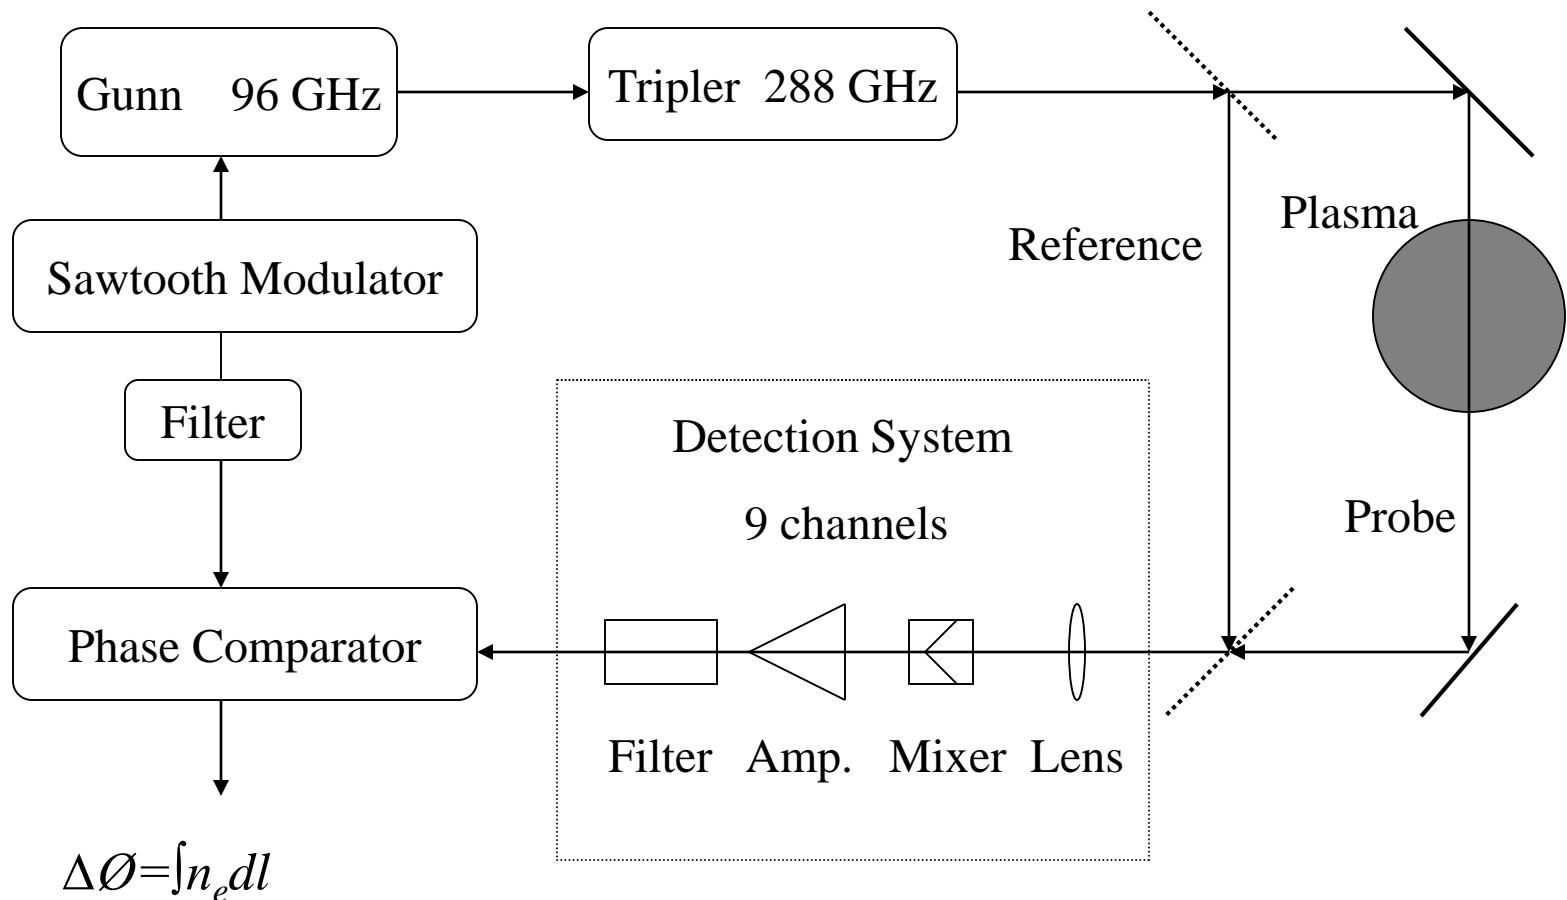 Gunn 96 GHz
Tripler 288 GHz
Plasma
Reference
Sawtooth Modulator
Filter
Detection System
9 channels
Probe
Phase Comparator
Filter Amp. Mixer Lens
ΔØ=∫nₑdl